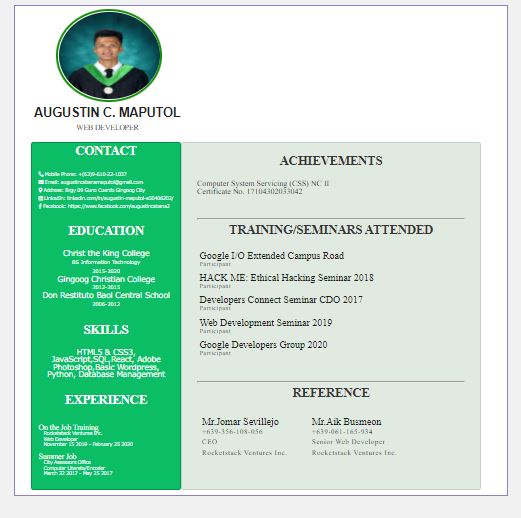 AUGUSTIN C. MAPUTOL
WEB DEVELOPER
CONTACT
Mobile Phone: +(63)9-610-22-1037
Email: augustincabanamaputol@gmail.com
Address: Brgy 09 Guno Cosndo Gingoog City
LinkedIn: linkedin.com/in/augustin-maputol-a50406202/
Facebook: https://www.facebook.com/augustincabana2
EDUCATION
Christ the King College
BS Information Technology
2015-2020
Gingoog Christian College
2012-2015
Don Restituto Baol Central School
2006-2012
SKILLS
HTML5 & CSS3,
JavaScript,SQL,React, Adobe
Photoshop,Basic Wordpress,
Python, Database Management
EXPERIENCE
On the Job Training
Rocketstack Ventures Inc.
Web Developer
November 15 2019 - February 25 2020
Summer Job
City Assessors Office
Computer Literate/Encoder
March 22 2017 - May 25 2017
ACHIEVEMENTS
Computer System Servicing (CSS) NC II
Certificate No. 17104302033042
TRAINING/SEMINARS ATTENDED
Google I/O Extended Campus Road
Participant
HACK ME: Ethical Hacking Seminar 2018
Participant
Developers Connect Seminar CDO 2017
Participant
Web Development Seminar 2019
Participant
Google Developers Group 2020
Participant
REFERENCE
Mr.Jomar Sevillejo
+639-356-108-056
CEO
Rocketstack Ventures Inc.
Mr.Aik Busmeon
+639-061-165-934
Senior Web Developer
Rocketstack Ventures Inc.